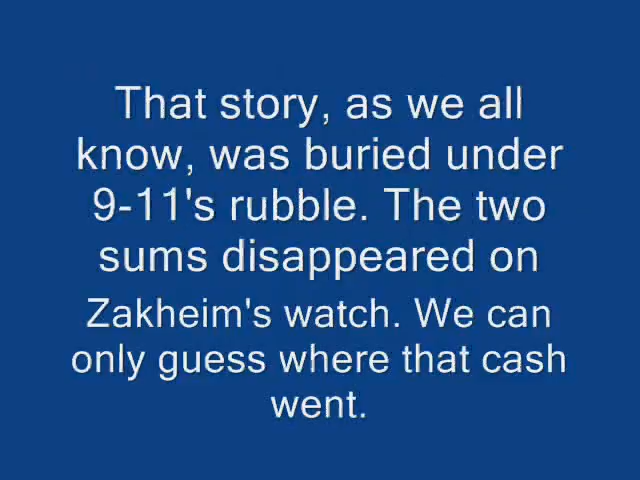 That story, as we all
know, was buried under
9-11's rubble. The two
sums disappeared on
Zakheim's watch. We can
only guess where that cash
went.